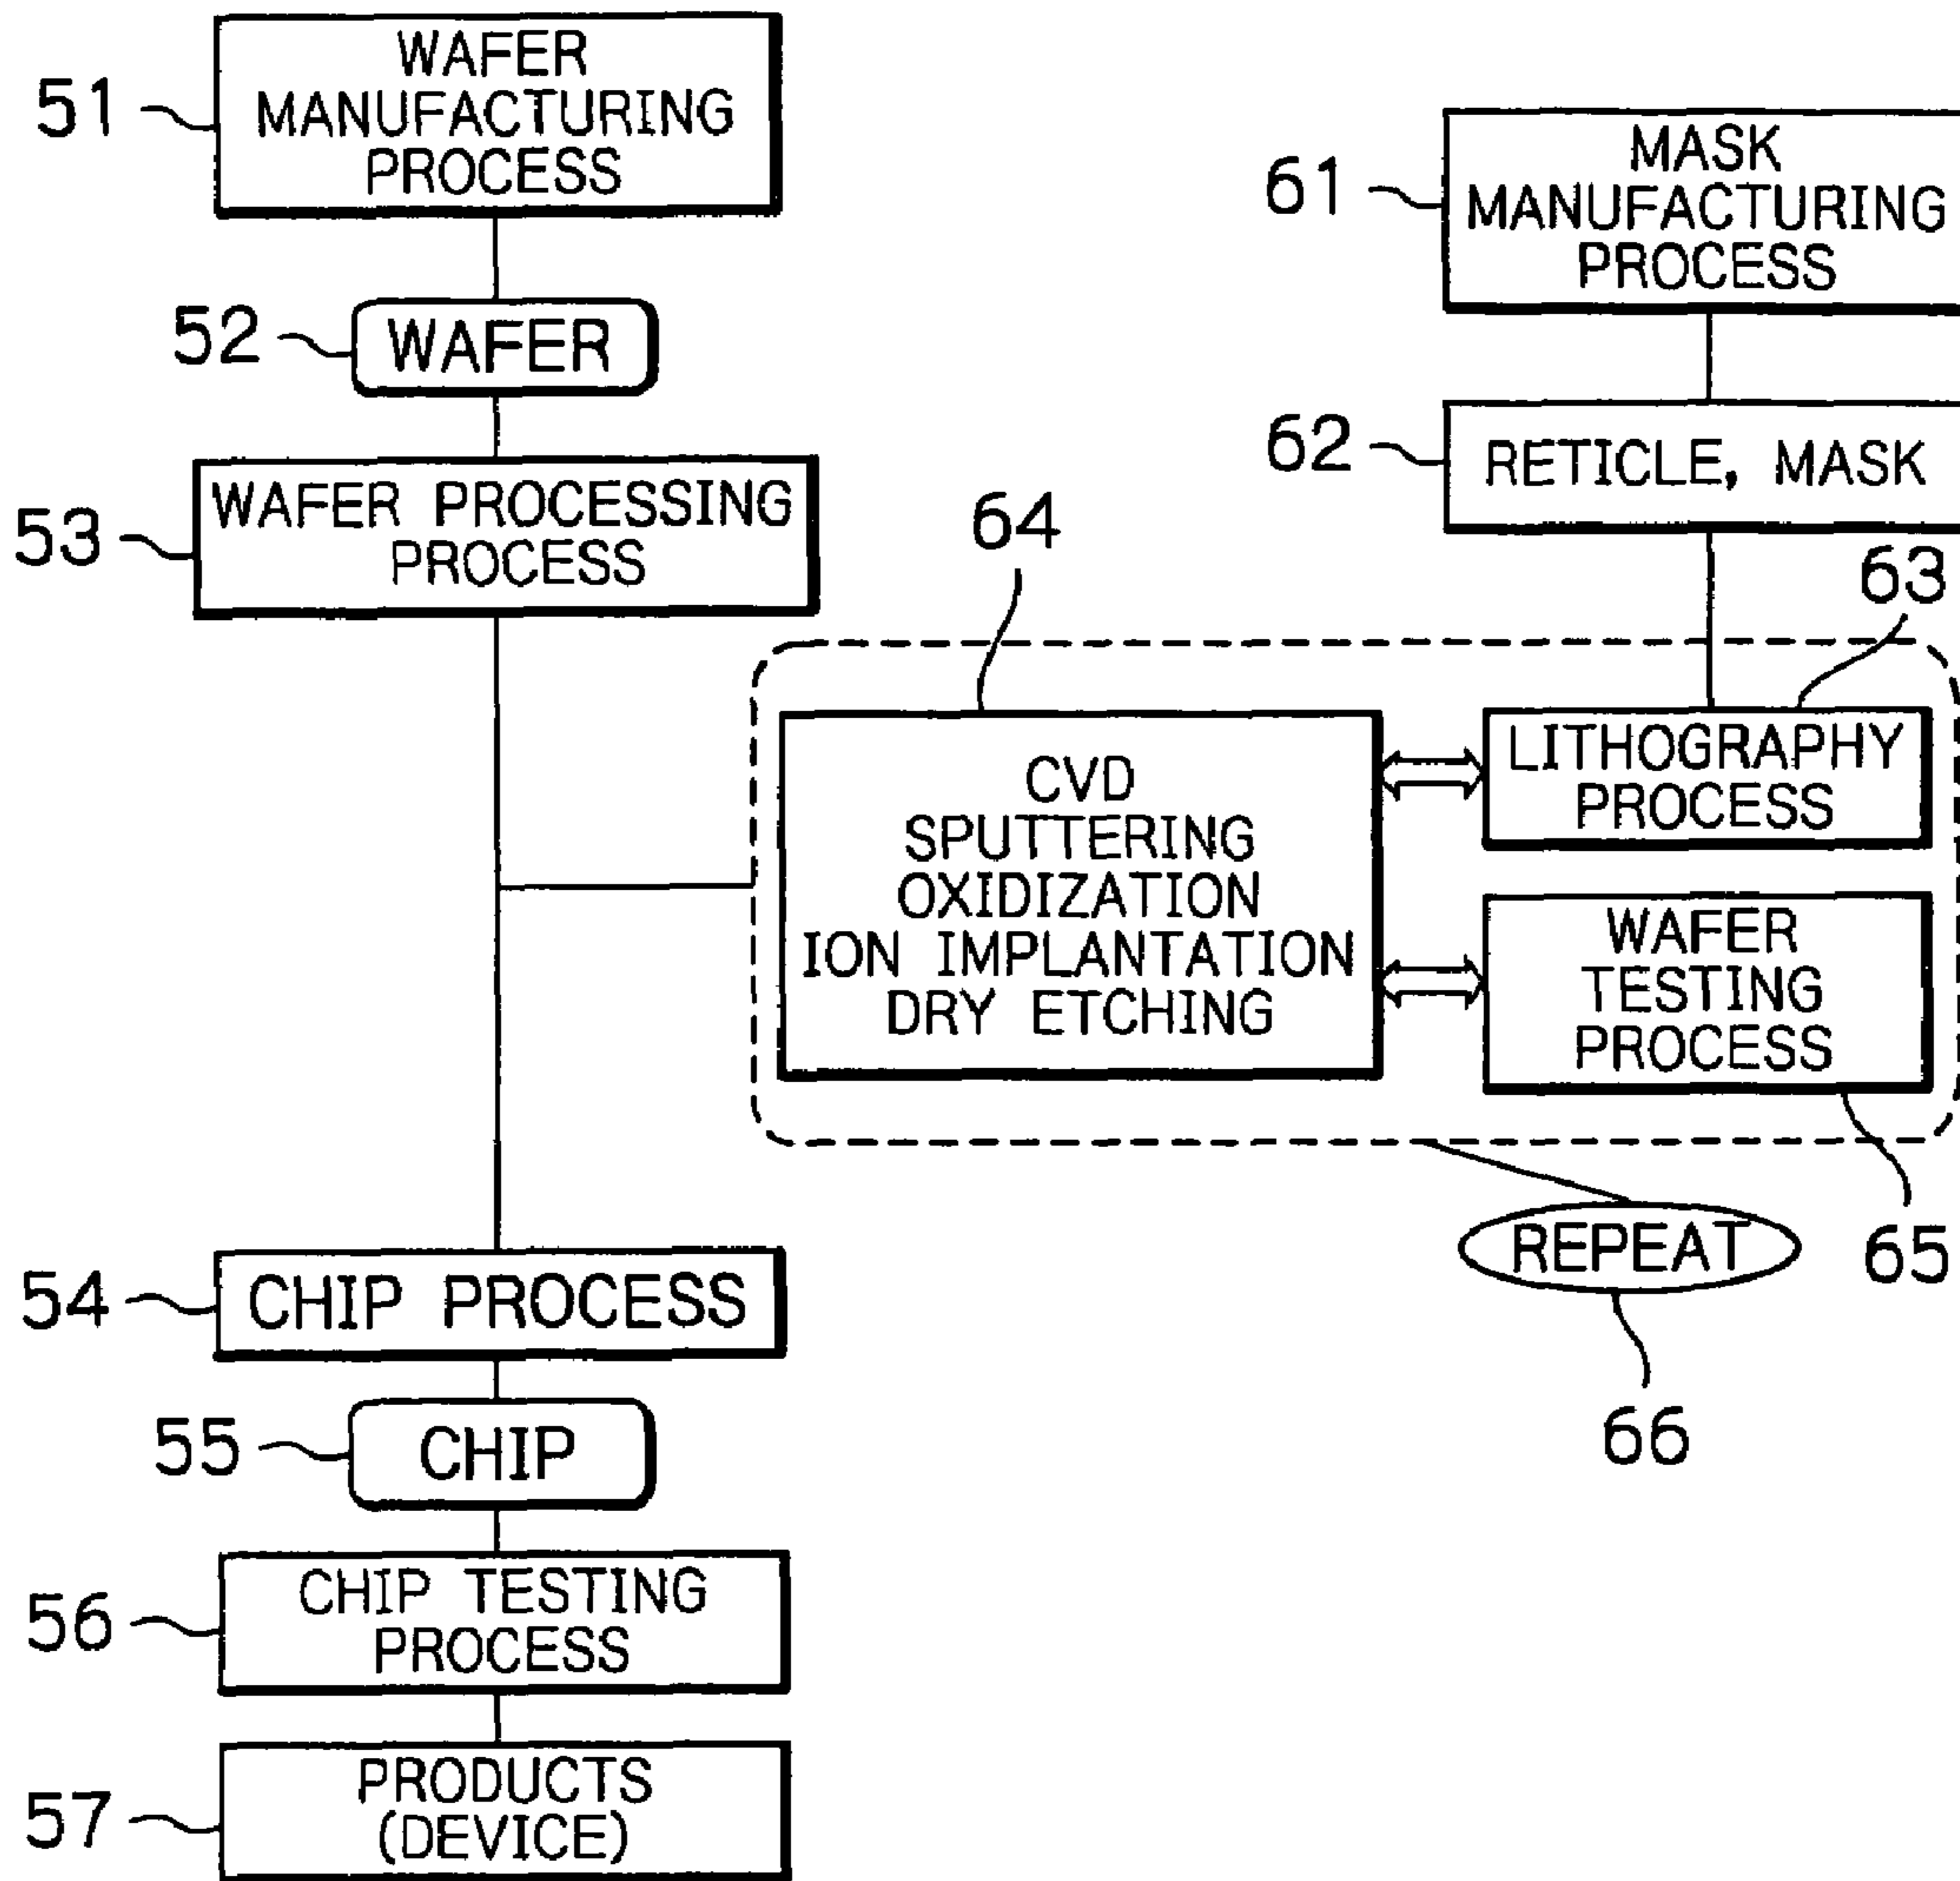 51
WAFER
MANUFACTURING
PROCESS
52
WAFER
53
WAFER PROCESSING
PROCESS
61
MASK
MANUFACTURING
PROCESS
62
RETICLE, MASK
63
64
CVD
SPUTTERING
OXIDIZATION
ION IMPLANTATION
DRY ETCHING
LITHOGRAPHY
PROCESS
WAFER
TESTING
PROCESS
65
REPEAT
66
54
CHIP PROCESS
55
CHIP
56
CHIP TESTING
PROCESS
57
PRODUCTS
(DEVICE)